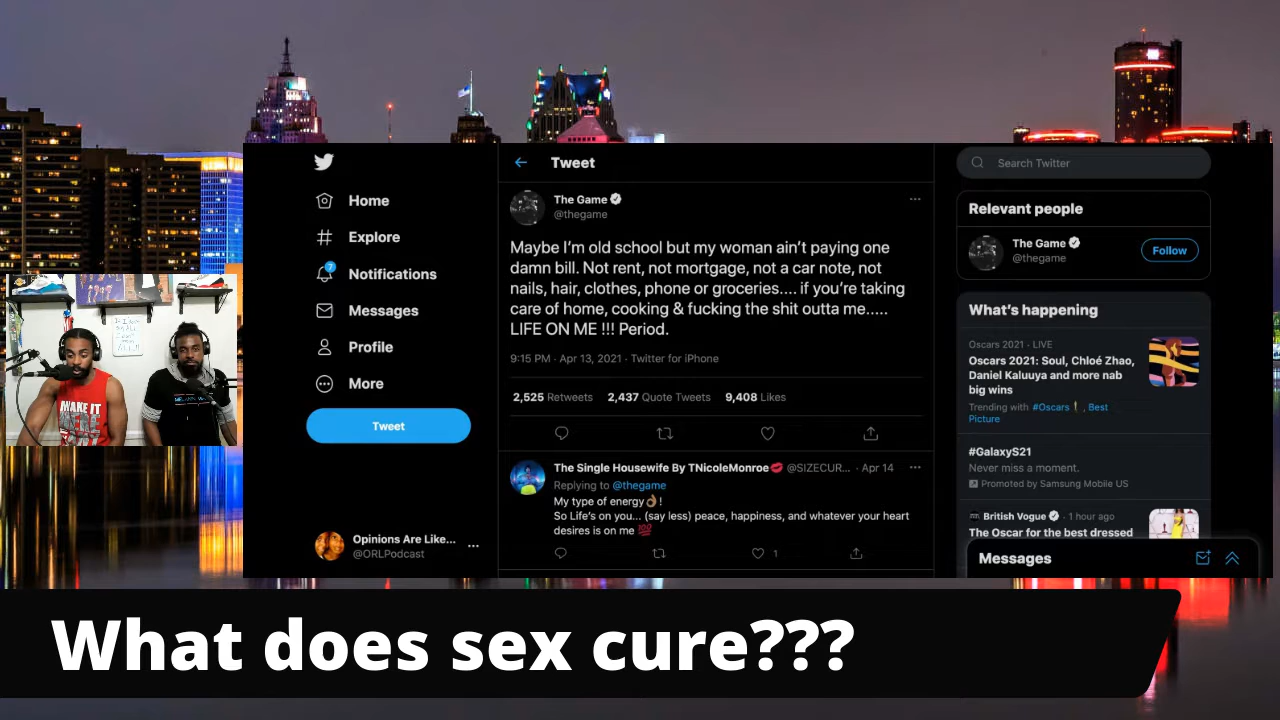 Home
Explore
7
Notifications
Messages
Profile
More
Tweet
Opinions Are Like...
@ORLPodcast
Tweet
The Game
@thegame
Maybe I'm old school but my woman ain't paying one
damn bill. Not rent, not mortgage, not a car note, not
nails, hair, clothes, phone or groceries.... if you're taking
care of home, cooking & fucking the shit outta me.....
LIFE ON ME !!! Period.
9:15 PM · Apr 13, 2021 · Twitter for iPhone
2,525 Retweets 2,437 Quote Tweets 9,408 Likes
The Single Housewife By TNicoleMonroe💋 @SIZECUR... · Apr 14
Replying to @thegame
My type of energy👌🏾!
So Life's on you... (say less) peace, happiness, and whatever your heart
desires is on me 💯
1
Search Twitter
Relevant people
The Game
@thegame
Follow
What's happening
Oscars 2021 · LIVE
Oscars 2021: Soul, Chloé Zhao,
Daniel Kaluuya and more nab
big wins
Trending with #Oscars , Best
Picture
#GalaxyS21
Never miss a moment.
Promoted by Samsung Mobile US
British Vogue · 1 hour ago
The Oscar for the best dressed
Messages
MAKE IT
What does sex cure???